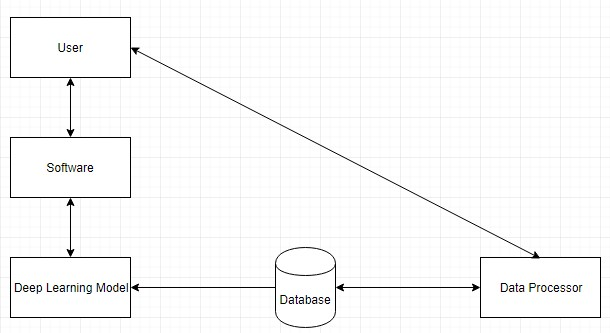 User
Software
Deep Learning Model
Database
Data Processor